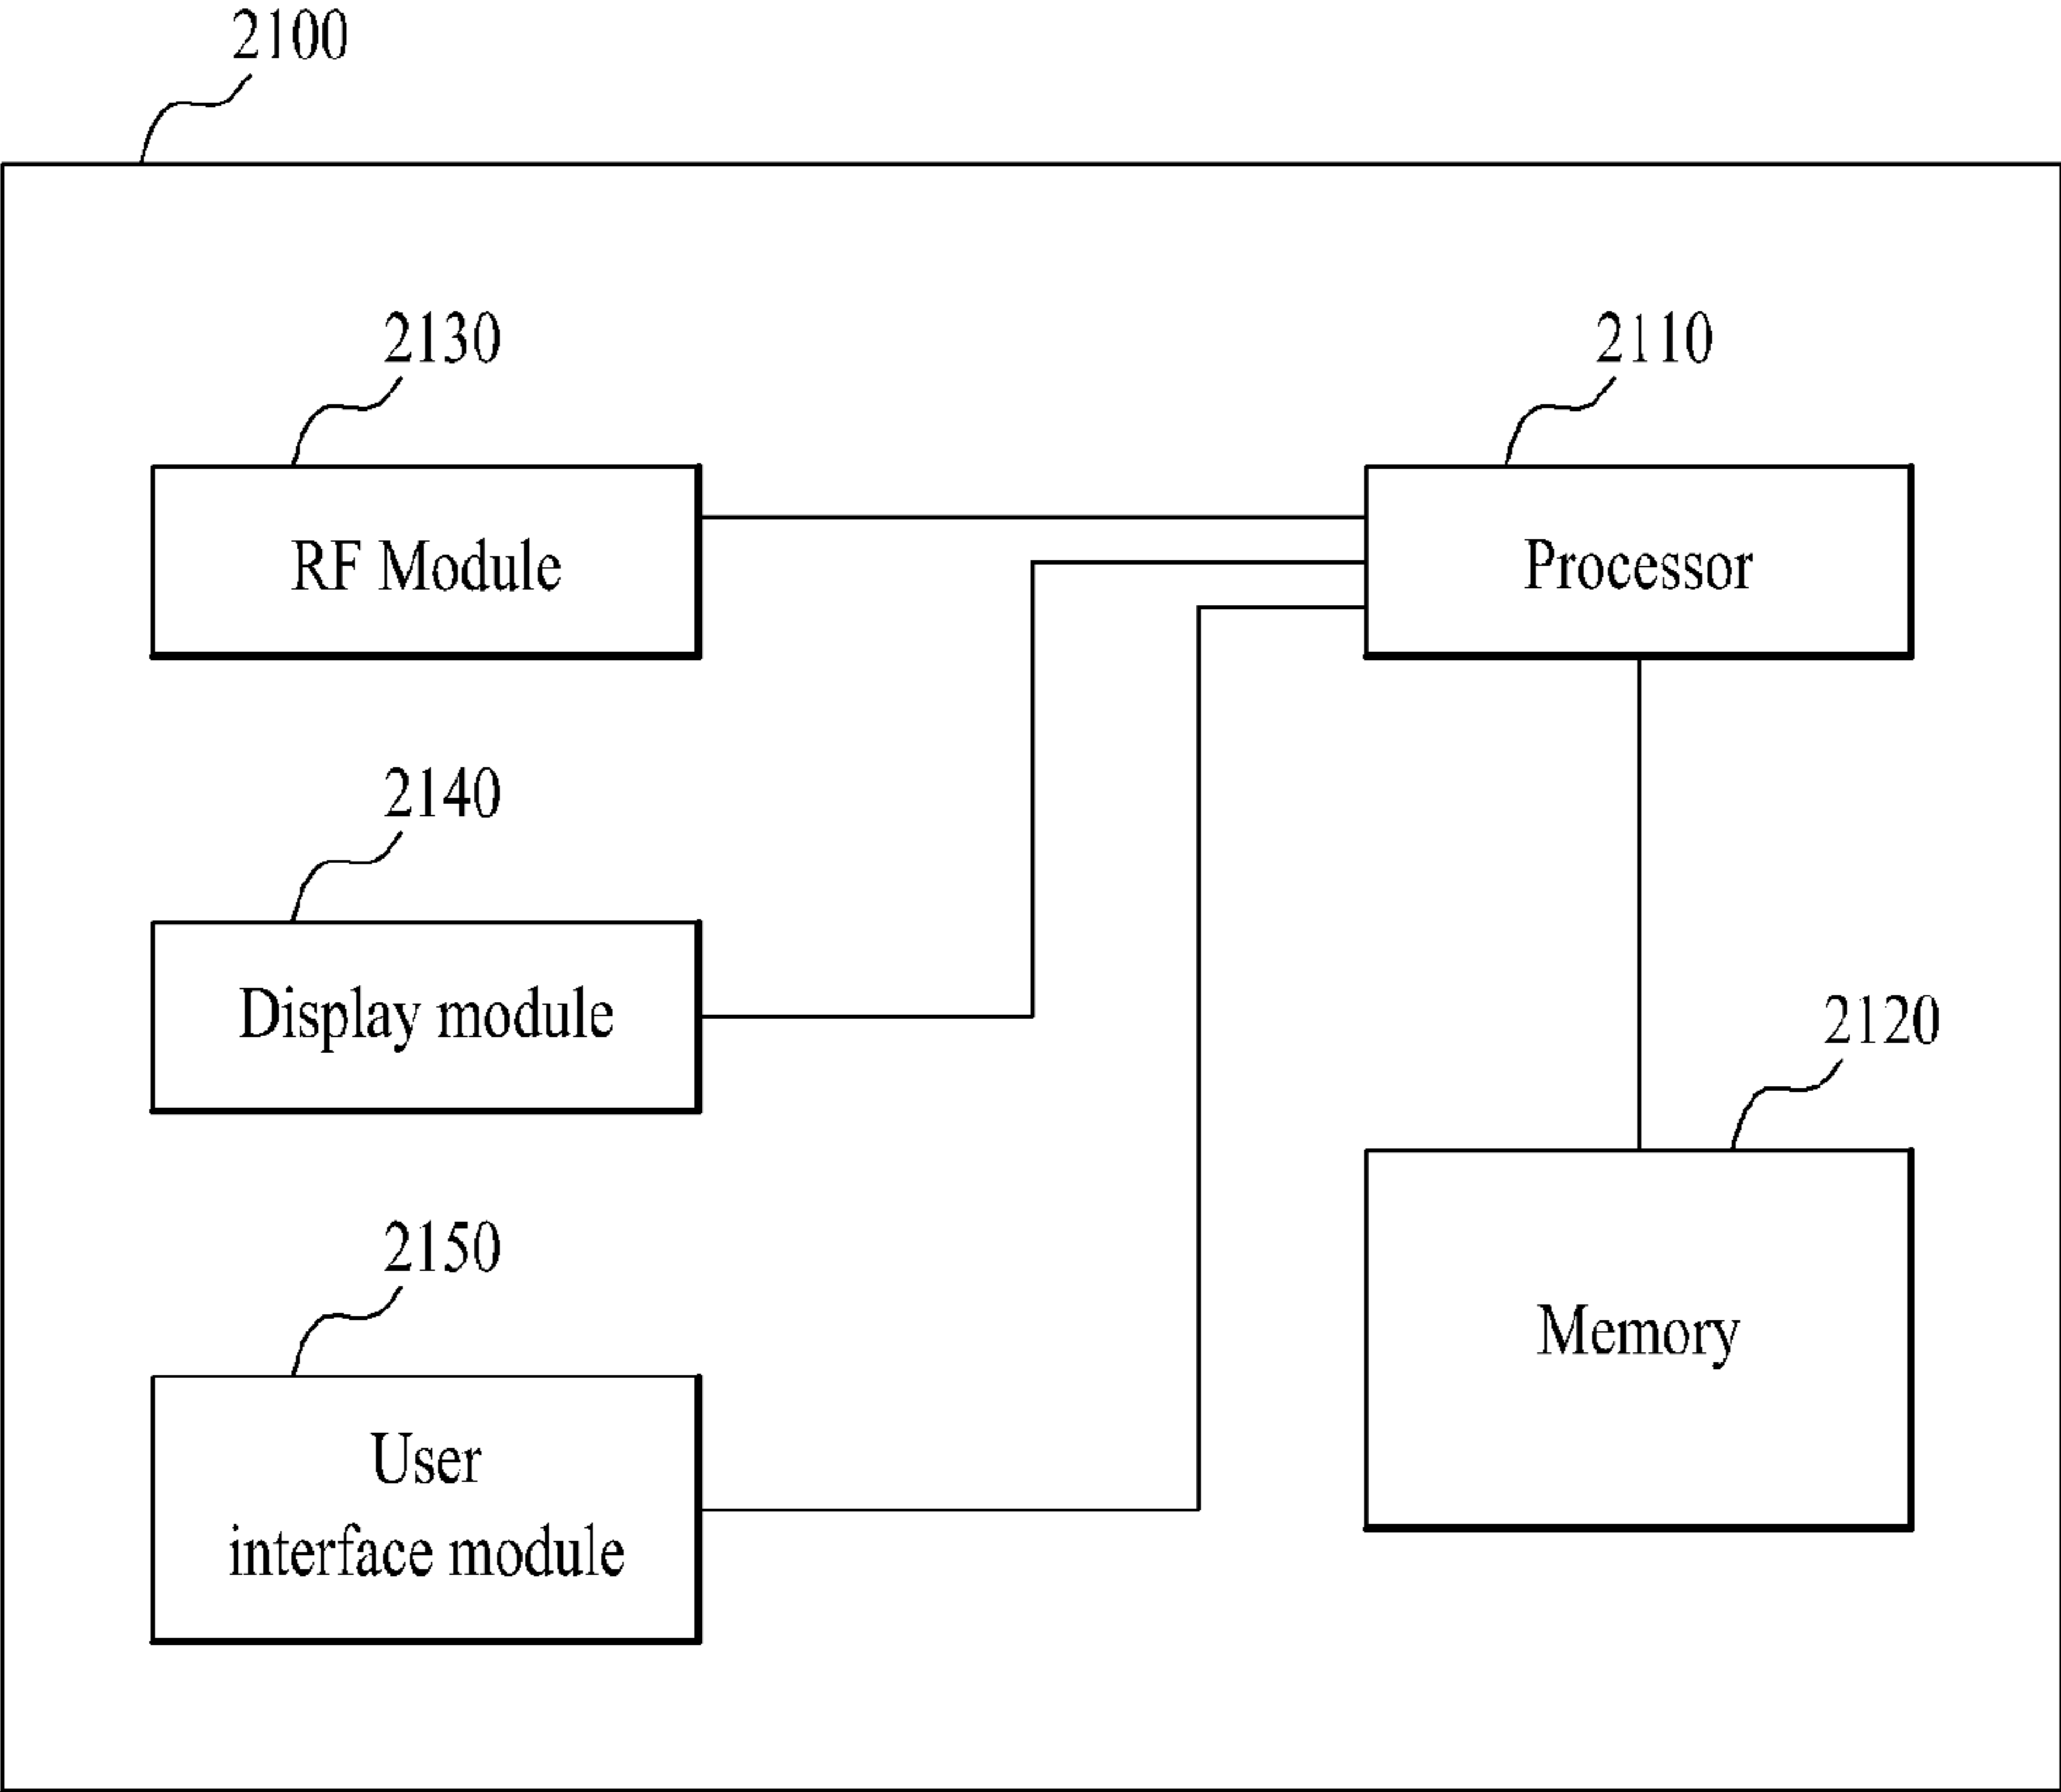 2100
2130
RF Module
2110
Processor
2140
Display module
2120
Memory
2150
User
interface module